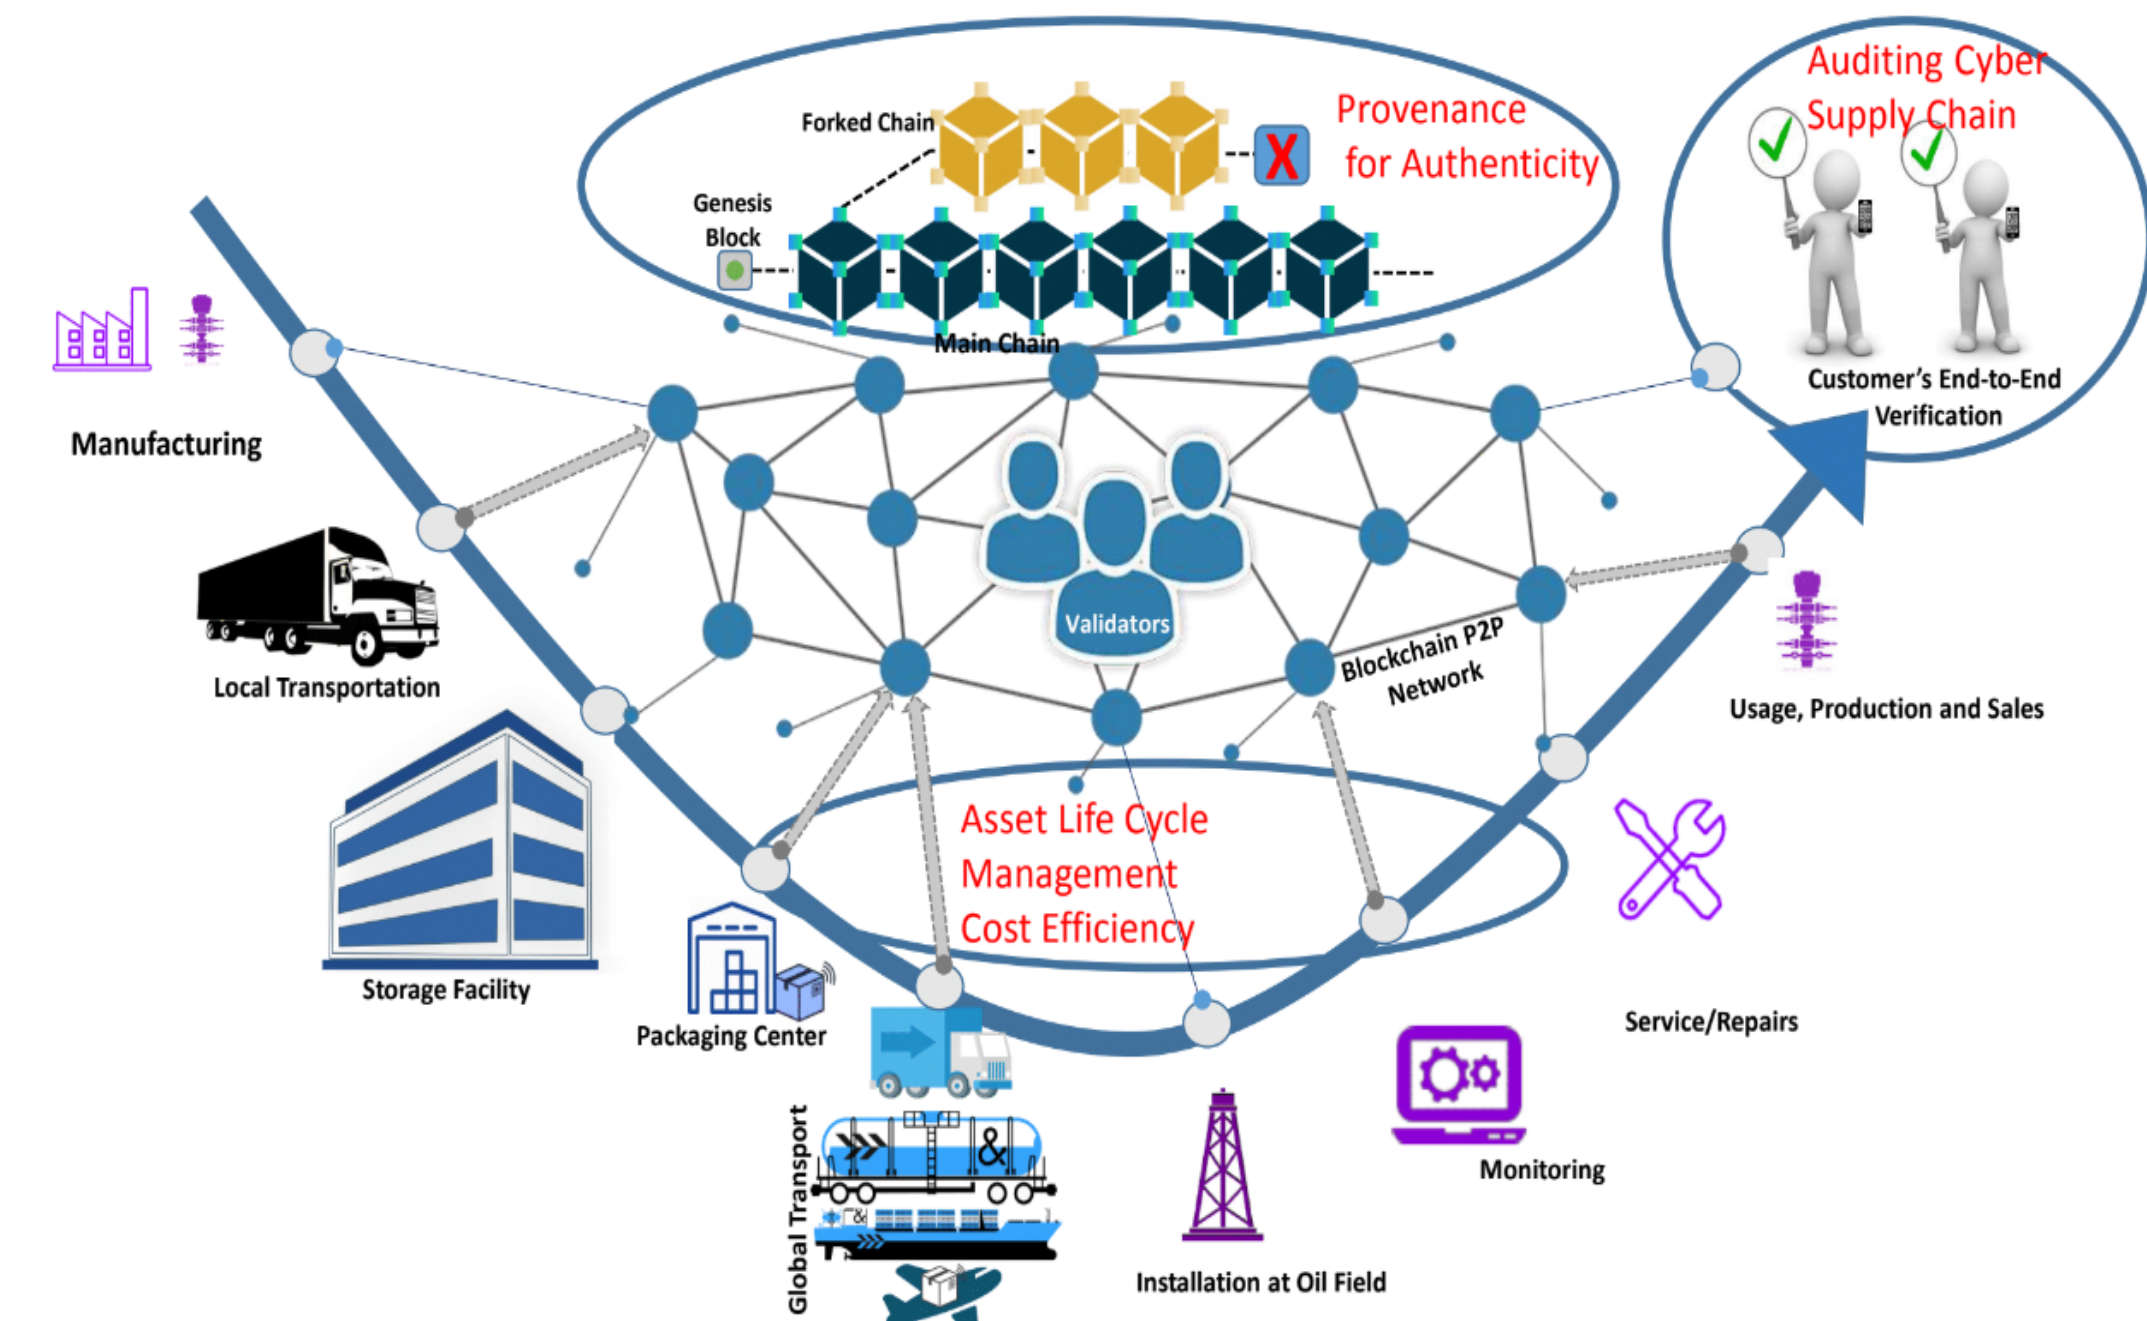 Auditing Cyber
Supply Chain
Forked Chain
Provenance
for Authenticity
X
Genesis
Block
Main Chain
Customer's End-to-End
Verification
Manufacturing
Validators
Blockchain P2P
Network
Local Transportation
Usage, Production and Sales
Asset Life Cycle
Management
Cost Efficiency
Storage Facility
Packaging Center
Service/Repairs
Global Transport
&
&
Monitoring
Installation at Oil Field